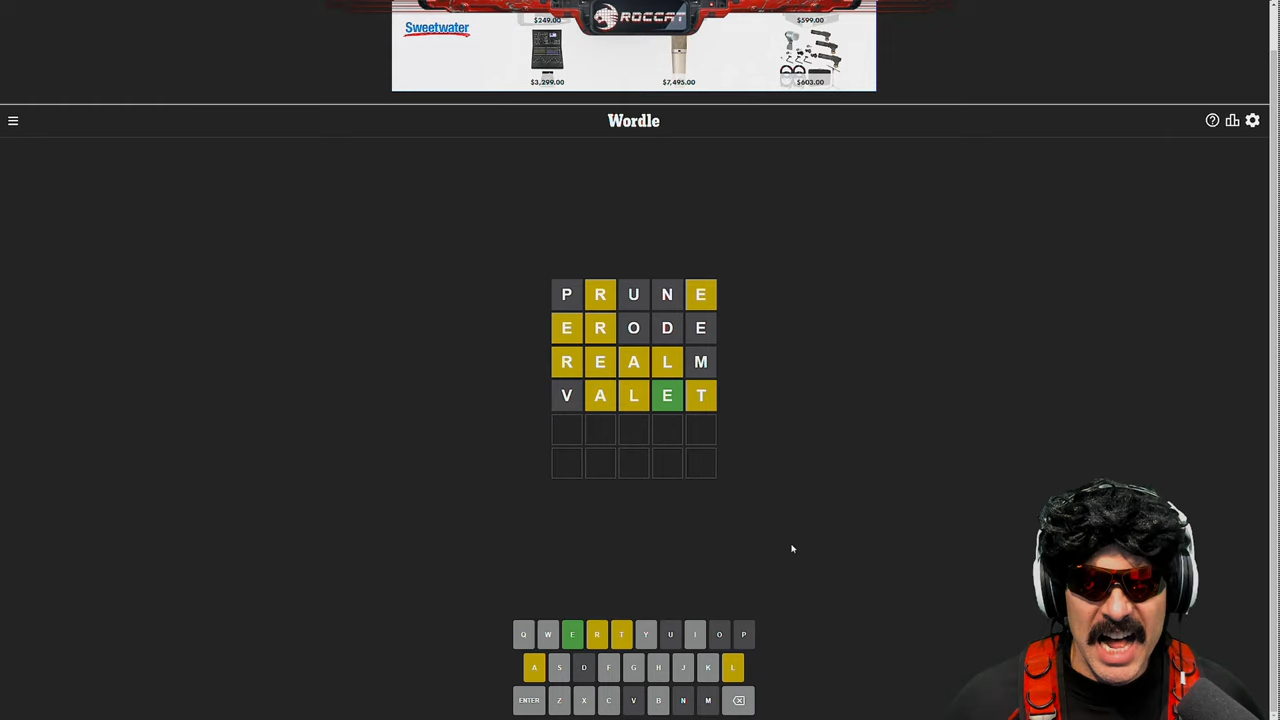 $249.00
ROCCAT
$599.00
Sweetwater
$3,299.00
$7,495.00
$603.00
Wordle
P R U N E
E R O D E
R E A L M
V A L E T
Q W E R T Y U I O P
A S D F G H J K L
ENTER Z X C V B N M